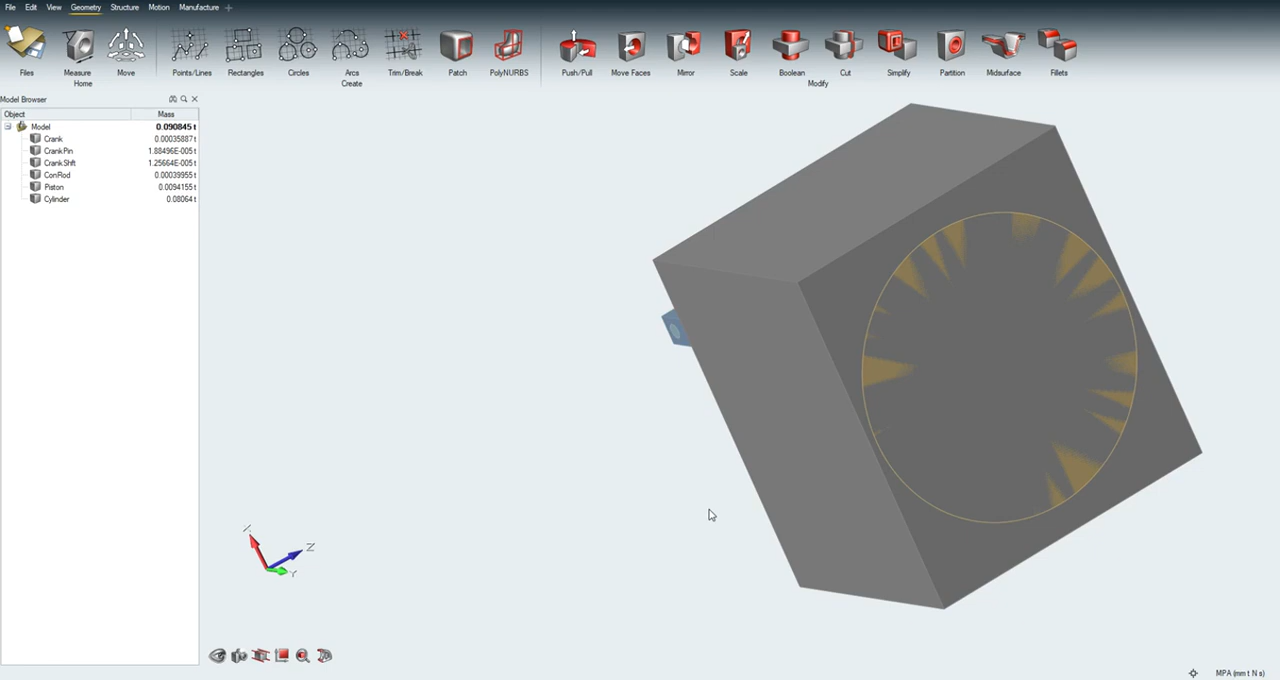 File Edit View Geometry Structure Motion Manufacture
Files Measure Move Points/Lines Rectangles Circles Arcs Trim/Break Patch PolyNURBS Push/Pull Move Faces Mirror Scale Boolean Cut Simplify Partition Midsurface Fillets
Home Create Modify
Model Browser
Object Mass
Model 0.090845 t
Crank 0.00035887 t
CrankPin 1.88496E-005 t
CrankShft 1.25664E-005 t
ConRod 0.00039955 t
Piston 0.0094155 t
Cylinder 0.08064 t
X
Z
Y
MPA (mm t N s)